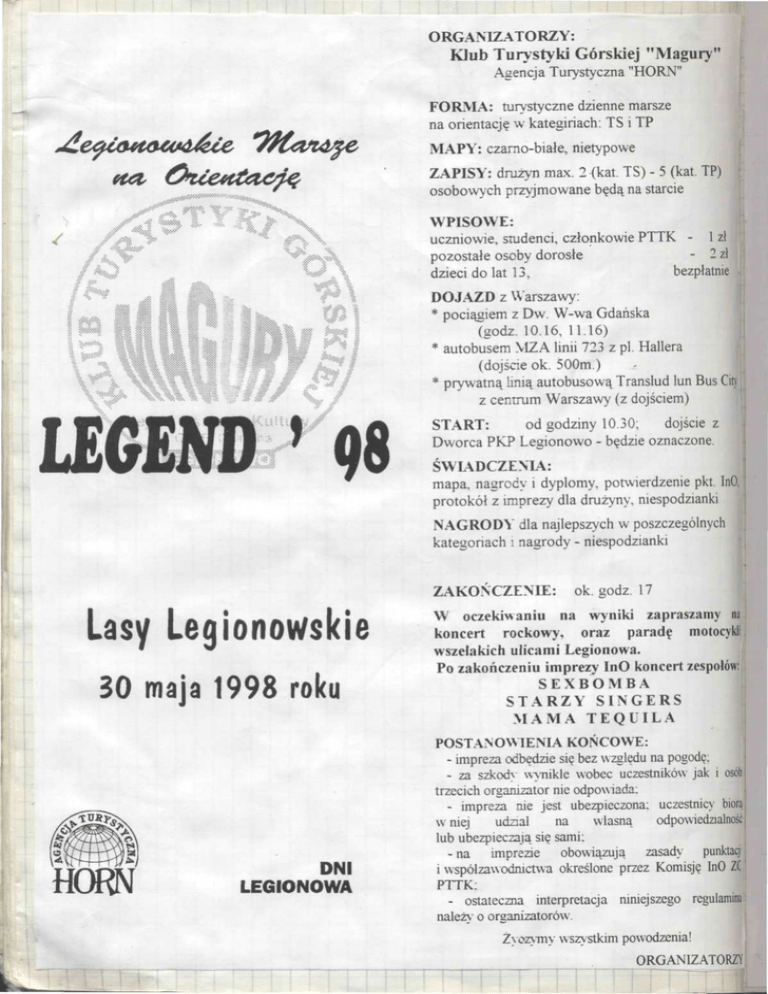 Legionowskie Marsze
na Orientację
KLUB TURYSTYKI GÓRSKIEJ
MAGURY
LEGEND ' 98
Lasy Legionowskie
30 maja 1998 roku
AGENCJA TURYSTYCZNA
HORN
DNI
LEGIONOWA
ORGANIZATORZY:
Klub Turystyki Górskiej "Magury"
Agencja Turystyczna "HORN"
FORMA: turystyczne dzienne marsze
na orientację w kateginach: TS i TP
MAPY: czarno-białe, nietypowe
ZAPISY: drużyn max. 2 (kat. TS) - 5 (kat. TP)
osobowych przyjmowane będą na starcie
WPISOWE:
uczniowie, studenci, członkowie PTTK - 1 zł
pozostałe osoby dorosłe - 2 zł
dzieci do lat 13, bezpłatnie
DOJAZD z Warszawy:
* pociągiem z Dw. W-wa Gdańska
(godz. 10.16, 11.16)
* autobusem MZA linii 723 z pl. Hallera
(dojście ok. 500m.)
* prywatną linią autobusową Translud lun Bus City
z centrum Warszawy (z dojściem)
START: od godziny 10.30; dojście z
Dworca PKP Legionowo - będzie oznaczone.
ŚWIADCZENIA:
mapa, nagrody i dyplomy, potwierdzenie pkt. InO,
protokół z imprezy dla drużyny, niespodzianki
NAGRODY dla najlepszych w poszczególnych
kategoriach i nagrody - niespodzianki
ZAKOŃCZENIE: ok. godz. 17
W oczekiwaniu na wyniki zapraszamy na
koncert rockowy, oraz paradę motocykli
wszelakich ulicami Legionowa.
Po zakończeniu imprezy InO koncert zespołów:
SEXBOMBA
STARZY SINGERS
MAMA TEQUILA
POSTANOWIENIA KOŃCOWE:
- impreza odbędzie się bez względu na pogodę;
- za szkody wynikłe wobec uczestników jak i osób
trzecich organizator nie odpowiada;
- impreza nie jest ubezpieczona; uczestnicy biorą
w niej udział na własną odpowiedzialność
lub ubezpieczają się sami;
- na imprezie obowiązują zasady punktacji
i współzawodnictwa określone przez Komisję InO ZG
PTTK;
- ostateczna interpretacja niniejszego regulaminu
należy o organizatorów.
Życzymy wszystkim powodzenia!
ORGANIZATORZY